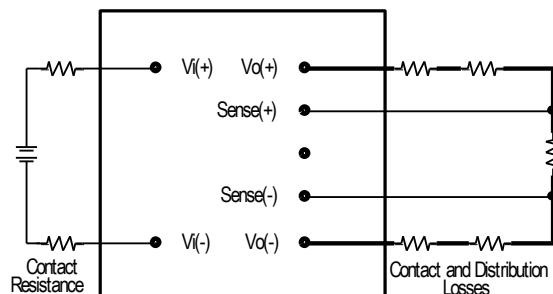 Vi(+) Vo(+)
Sense(+)
Sense(-)
Vi(-) Vo(-)
Contact
Resistance
Contact and Distribution
Losses